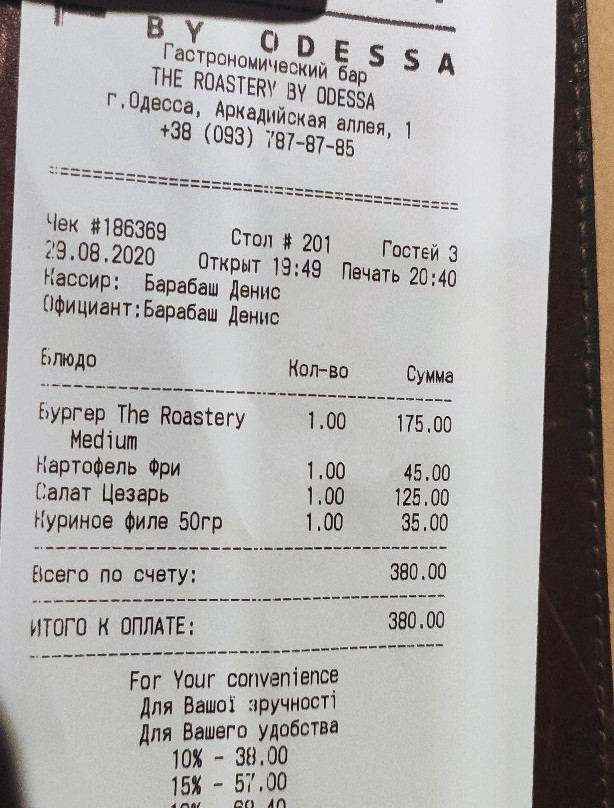 BY ODESSA
Гастрономический бар
THE ROASTERY BY ODESSA
г.Одесса, Аркадийская аллея, 1
+38 (093) 787-87-85
Чек #186369 Стол # 201 Гостей 3
29.08.2020 Открыт 19:49 Печать 20:40
Кассир: Барабаш Денис
Официант:Барабаш Денис
Блюдо Кол-во Сумма
Бургер The Roastery 1.00 175.00
Medium
Картофель Фри 1.00 45.00
Салат Цезарь 1.00 125.00
Куриное филе 50гр 1.00 35.00
Всего по счету: 380.00
ИТОГО К ОПЛАТЕ: 380.00
For Your convenience
Для Вашої зручності
Для Вашего удобства
10% - 38.00
15% - 57.00